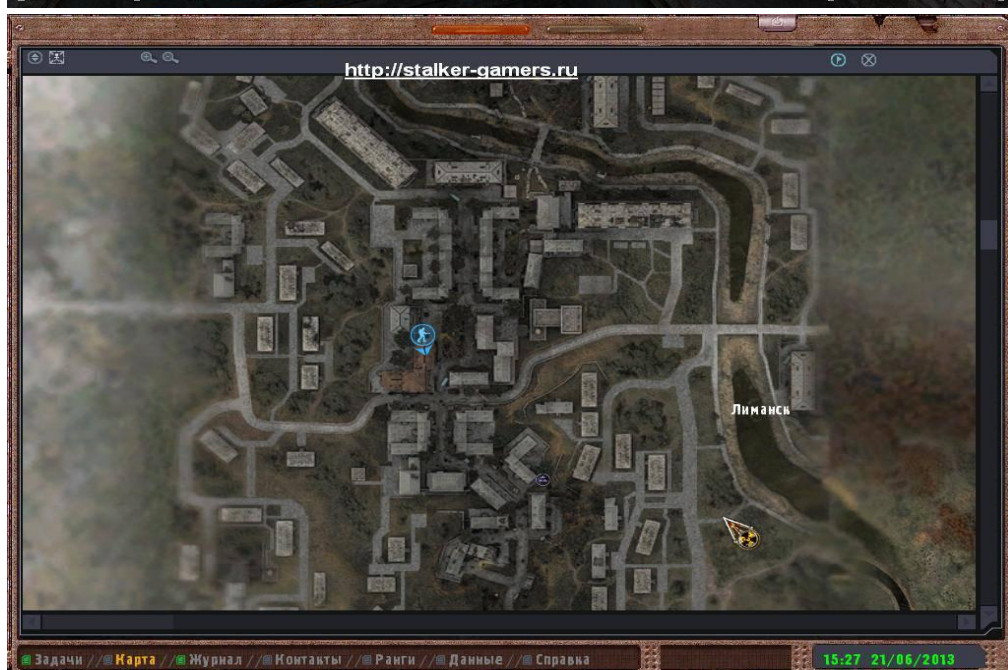 http://stalker-gamers.ru
Лиманск
Задачи // Карта // Журнал // Контакты // Ранги // Данные // Справка
15:27 21/06/2013